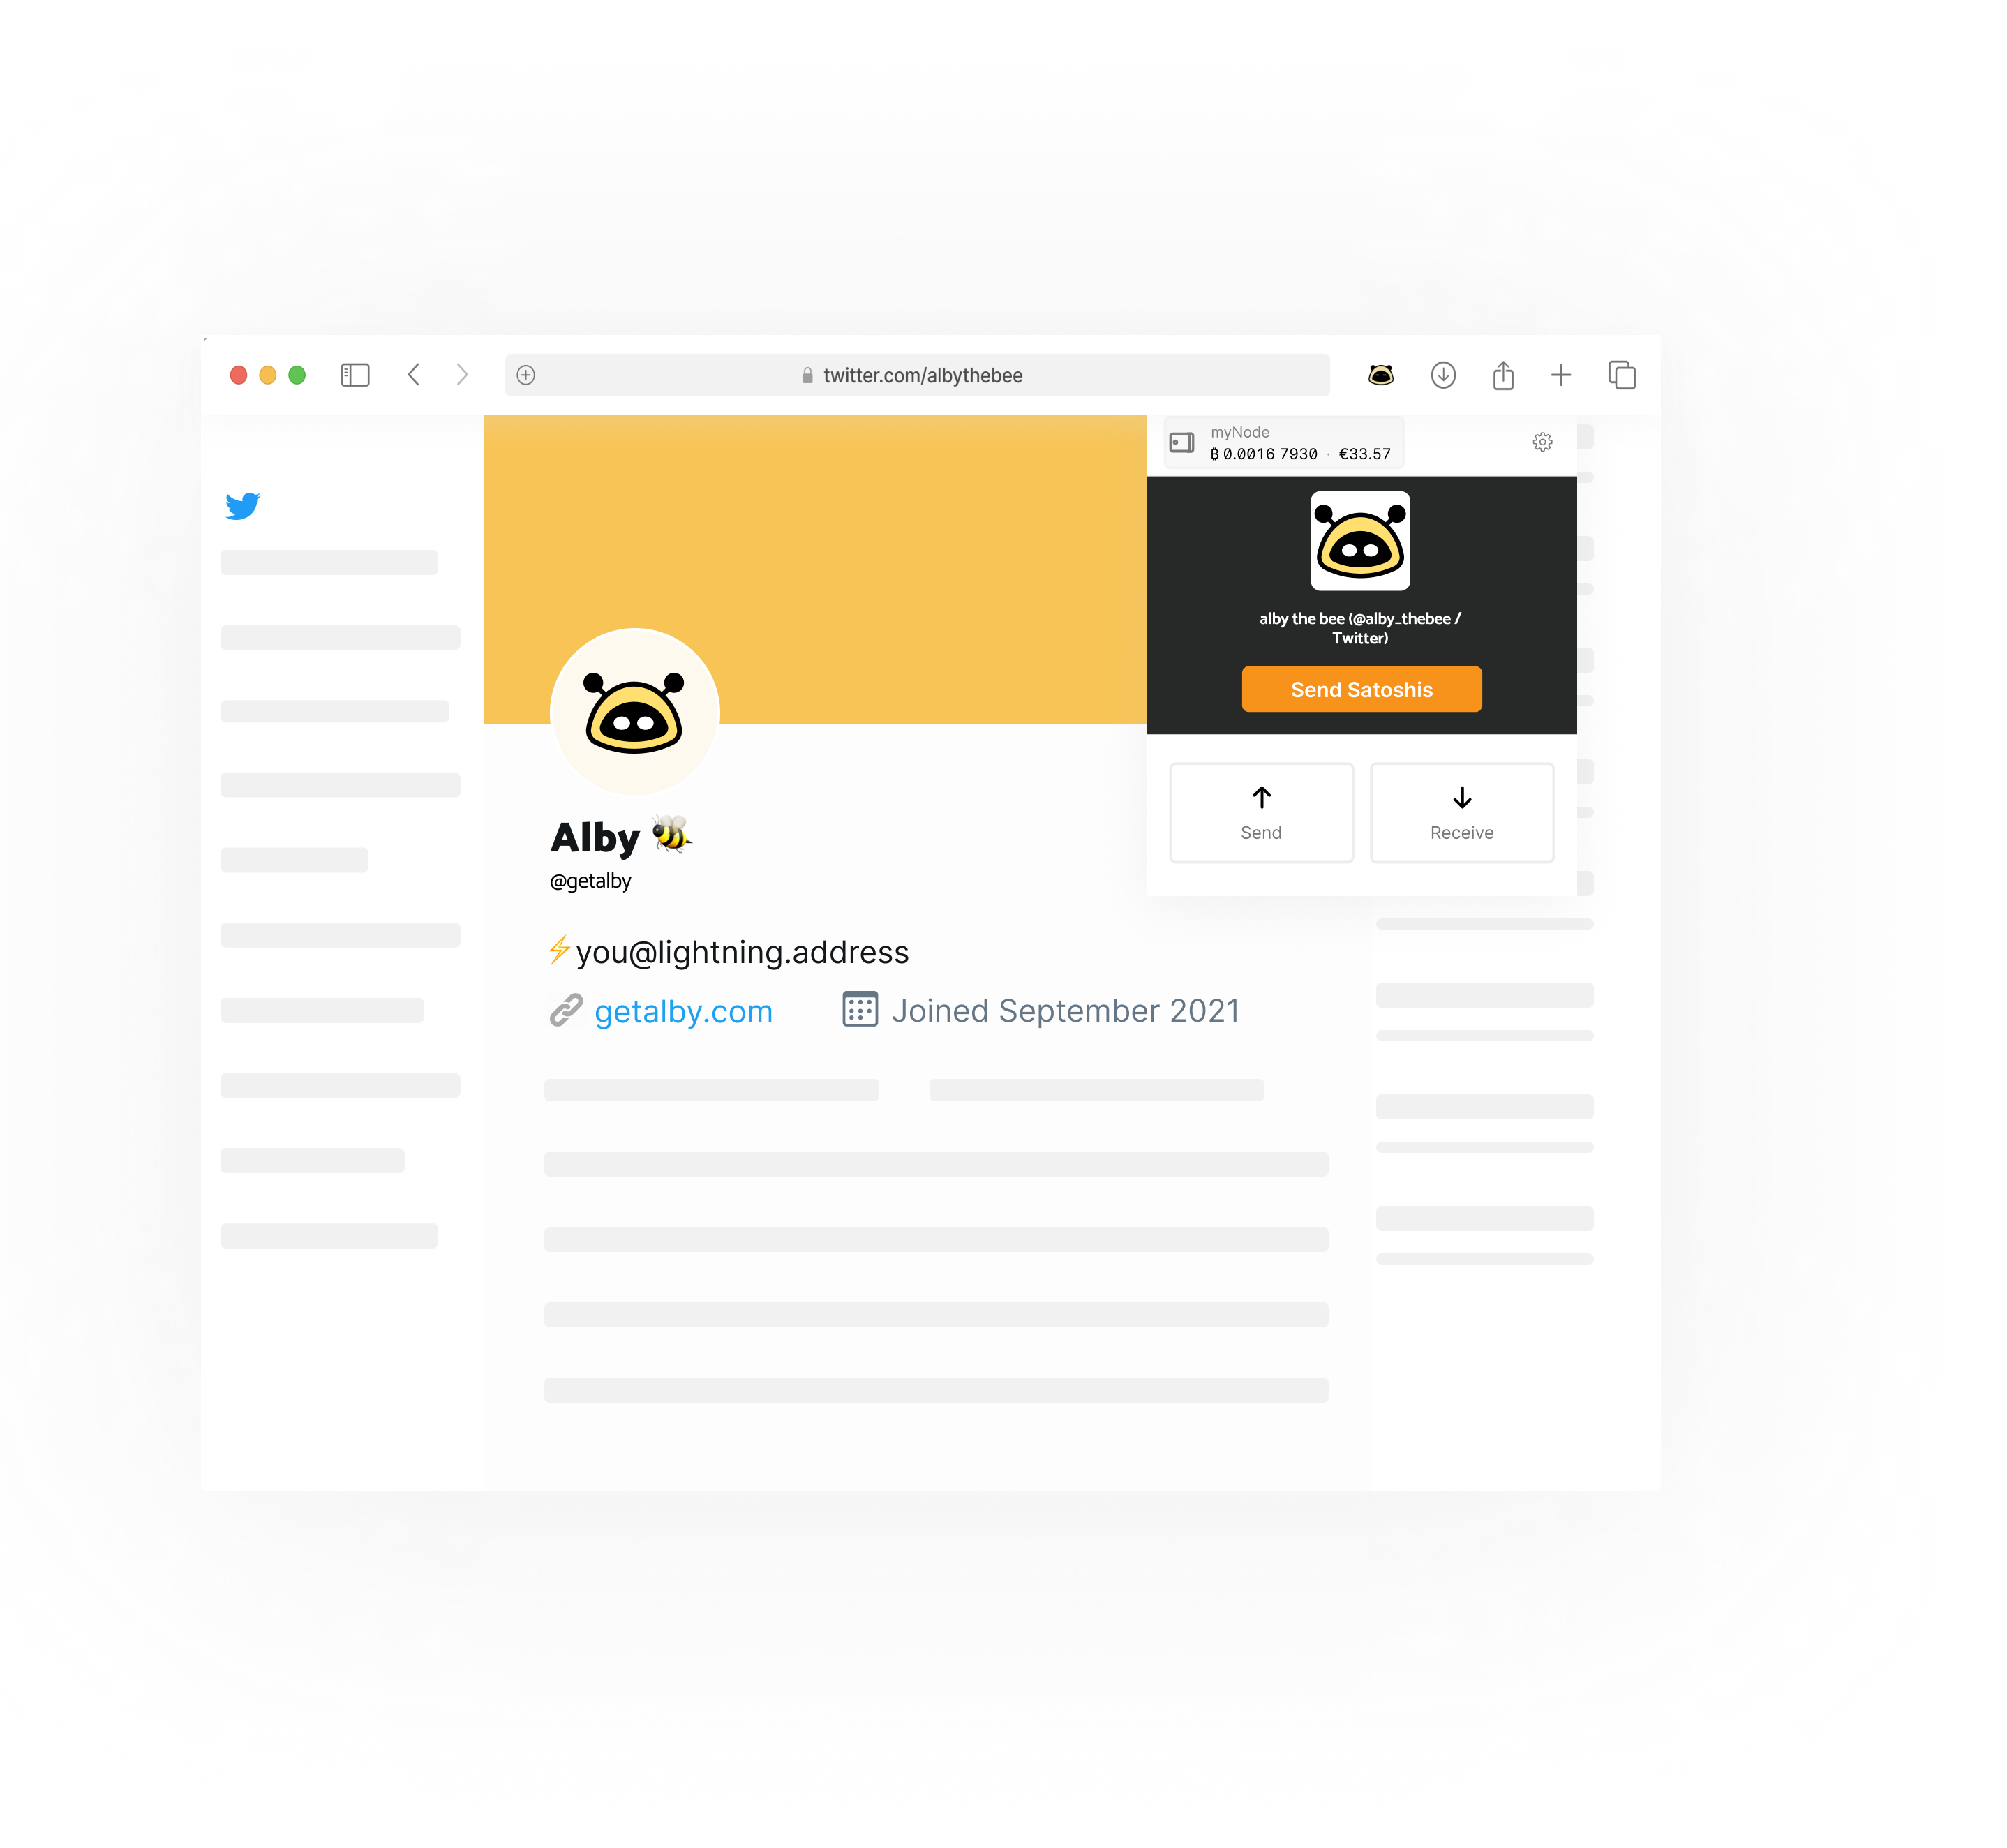 twitter.com/albythebee
myNode
₿ 0.0016 7930 · €33.57
alby the bee (@alby_thebee /
Twitter)
Send Satoshis
Send
Receive
Alby 🐝
@getalby
⚡you@lightning.address
getalby.com
Joined September 2021